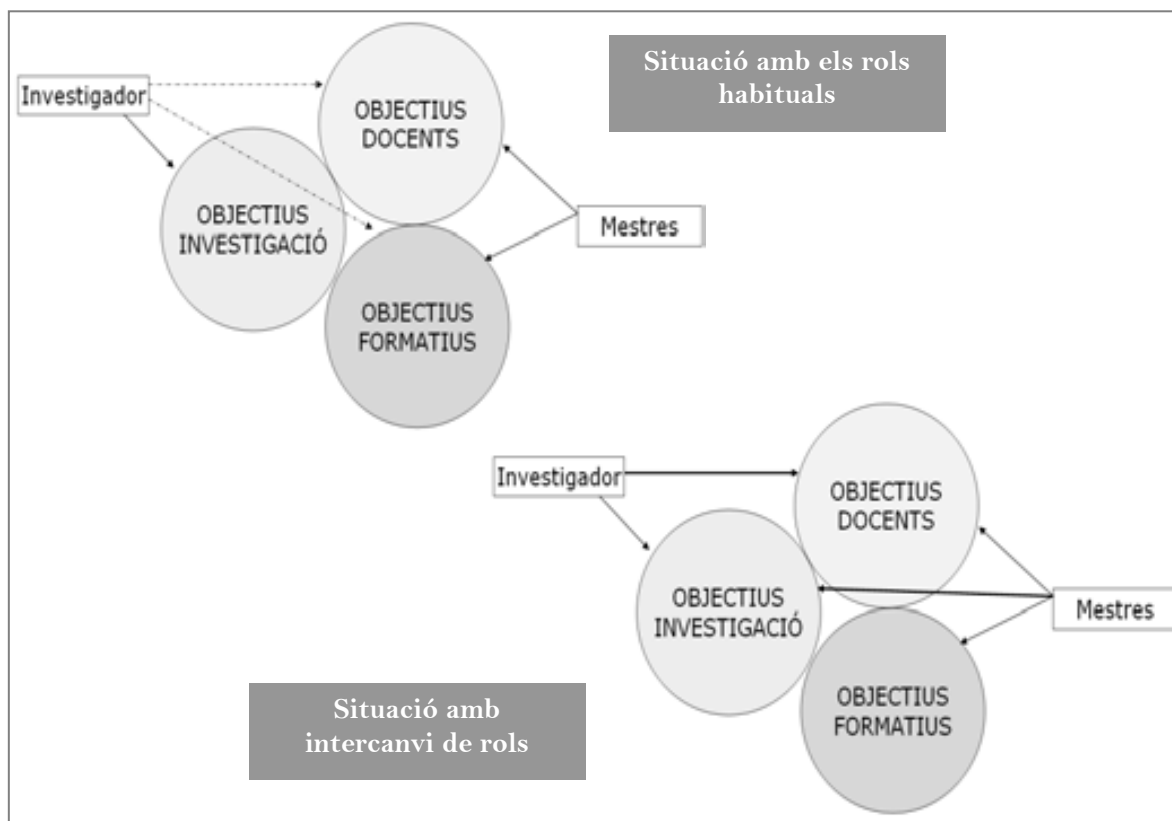 Situació amb els rols
habituals
Investigador
OBJECTIUS
DOCENTS
OBJECTIUS
INVESTIGACIÓ
Mestres
OBJECTIUS
FORMATIUS
Investigador
OBJECTIUS
DOCENTS
OBJECTIUS
INVESTIGACIÓ
Mestres
OBJECTIUS
FORMATIUS
Situació amb
intercanvi de rols